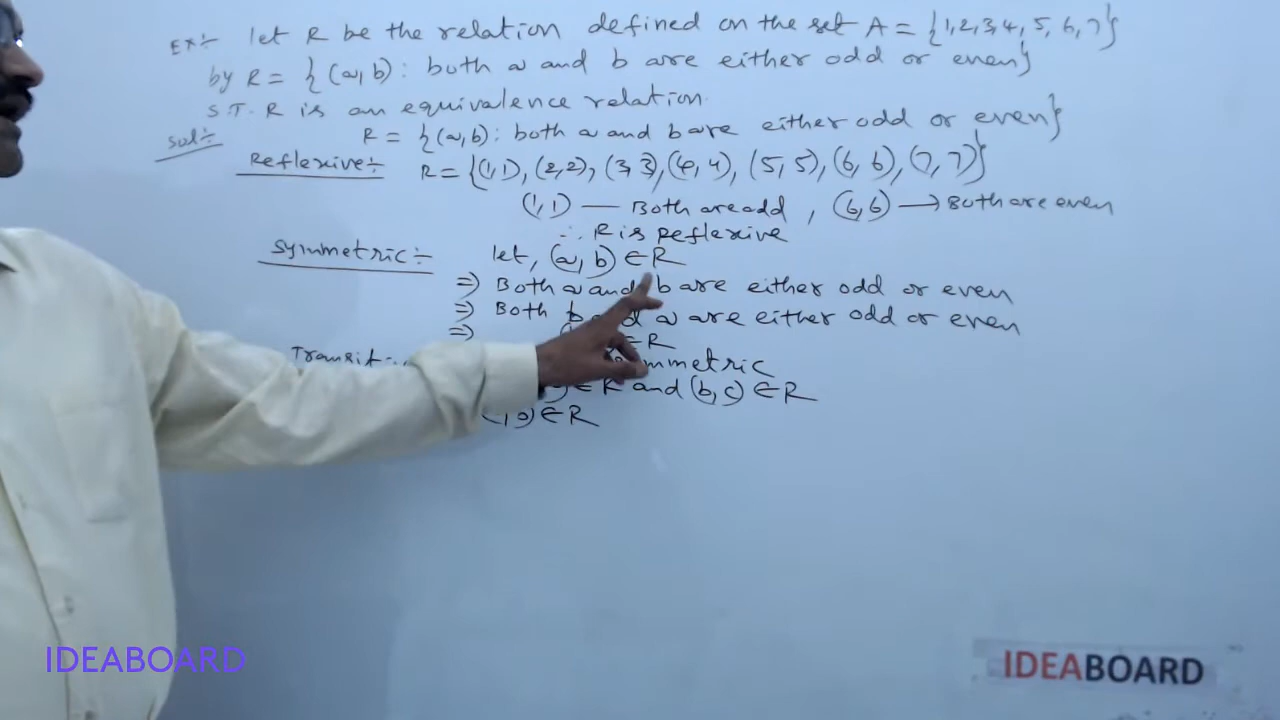 Ex:- let R be the relation defined on the set A = {1,2,3,4,5,6,7}
by R = {(a,b): both a and b are either odd or even}
S.T. R is an equivalence relation.
Sol:- R = {(a,b): both a and b are either odd or even}
Reflexive:- R = {(1,1), (2,2), (3,3), (4,4), (5,5), (6,6), (7,7)}
(1,1) — Both are odd , (6,6) → Both are even
∴ R is Reflexive
Symmetric:- let, (a,b) ∈ R
⇒ Both a and b are either odd or even
⇒ Both b and a are either odd or even
⇒ ∈ R
∈ R and (b,c) ∈ R
∈ R
IDEABOARD
IDEABOARD